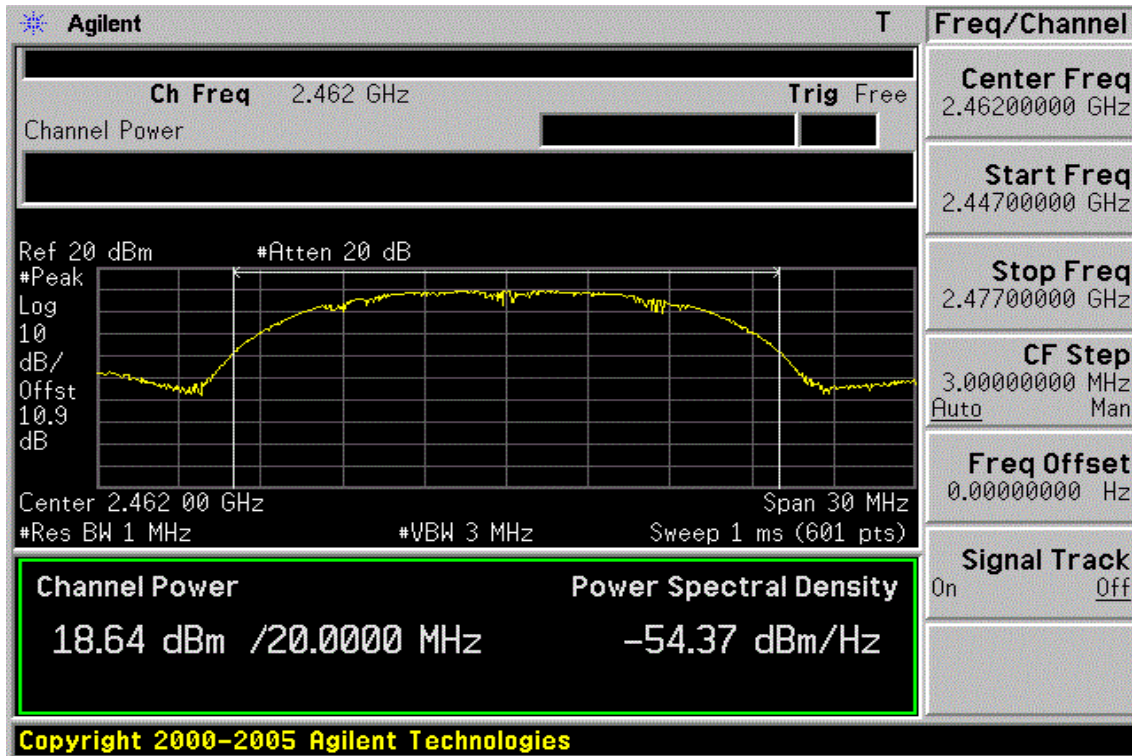 Agilent T
Ch Freq 2.462 GHz Trig Free
Channel Power
Ref 20 dBm #Atten 20 dB
#Peak
Log
10
dB/
Offst
10.9
dB
Center 2.462 00 GHz Span 30 MHz
#Res BW 1 MHz #VBW 3 MHz Sweep 1 ms (601 pts)
Channel Power Power Spectral Density
18.64 dBm /20.0000 MHz -54.37 dBm/Hz
Copyright 2000-2005 Agilent Technologies
Freq/Channel
Center Freq
2.46200000 GHz
Start Freq
2.44700000 GHz
Stop Freq
2.47700000 GHz
CF Step
3.00000000 MHz
Auto Man
Freq Offset
0.00000000 Hz
Signal Track
On Off